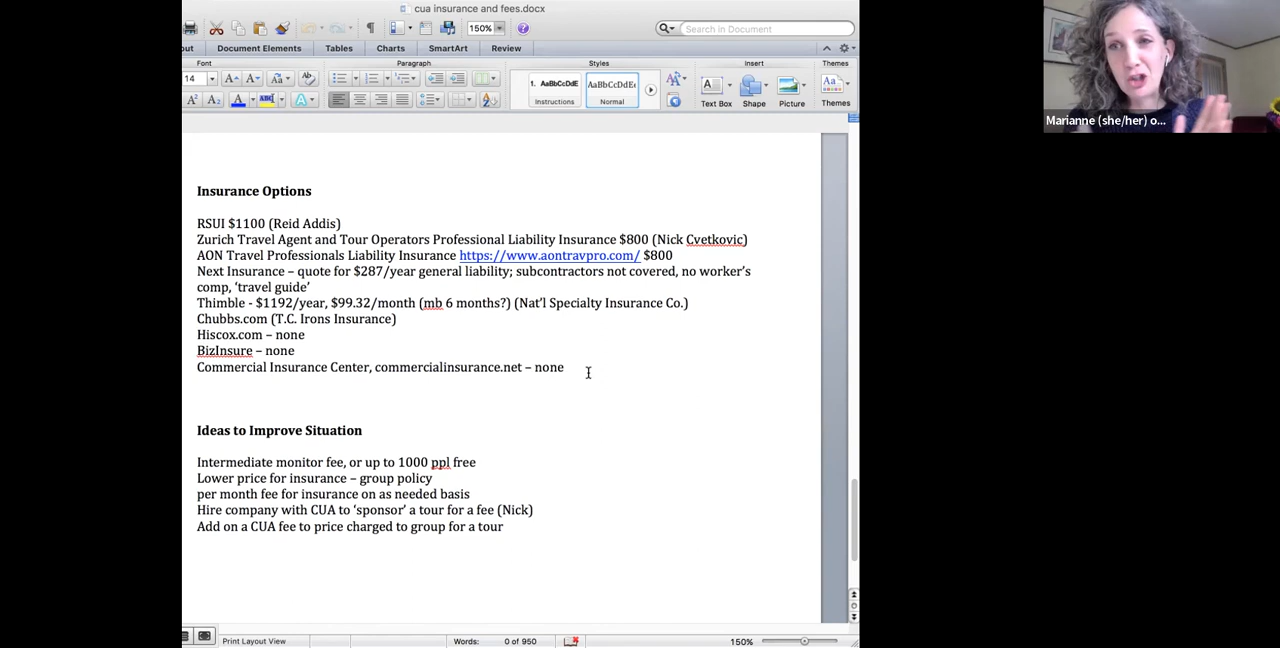 cua insurance and fees.docx
150%
Search in Document
out
Document Elements
Tables
Charts
SmartArt
Review
Font
Paragraph
Styles
Insert
Themes
14
1. AaBbCcDdE
AaBbCcDdEe
Instructions
Normal
Text Box
Shape
Picture
Themes
Marianne (she/her) o...
Insurance Options
RSUI $1100 (Reid Addis)
Zurich Travel Agent and Tour Operators Professional Liability Insurance $800 (Nick Cvetkovic)
AON Travel Professionals Liability Insurance https://www.aontravpro.com/ $800
Next Insurance – quote for $287/year general liability; subcontractors not covered, no worker's
comp, 'travel guide'
Thimble - $1192/year, $99.32/month (mb 6 months?) (Nat'l Specialty Insurance Co.)
Chubbs.com (T.C. Irons Insurance)
Hiscox.com – none
BizInsure – none
Commercial Insurance Center, commercialinsurance.net – none
Ideas to Improve Situation
Intermediate monitor fee, or up to 1000 ppl free
Lower price for insurance – group policy
per month fee for insurance on as needed basis
Hire company with CUA to 'sponsor' a tour for a fee (Nick)
Add on a CUA fee to price charged to group for a tour
Print Layout View
Words:
0 of 950
150%